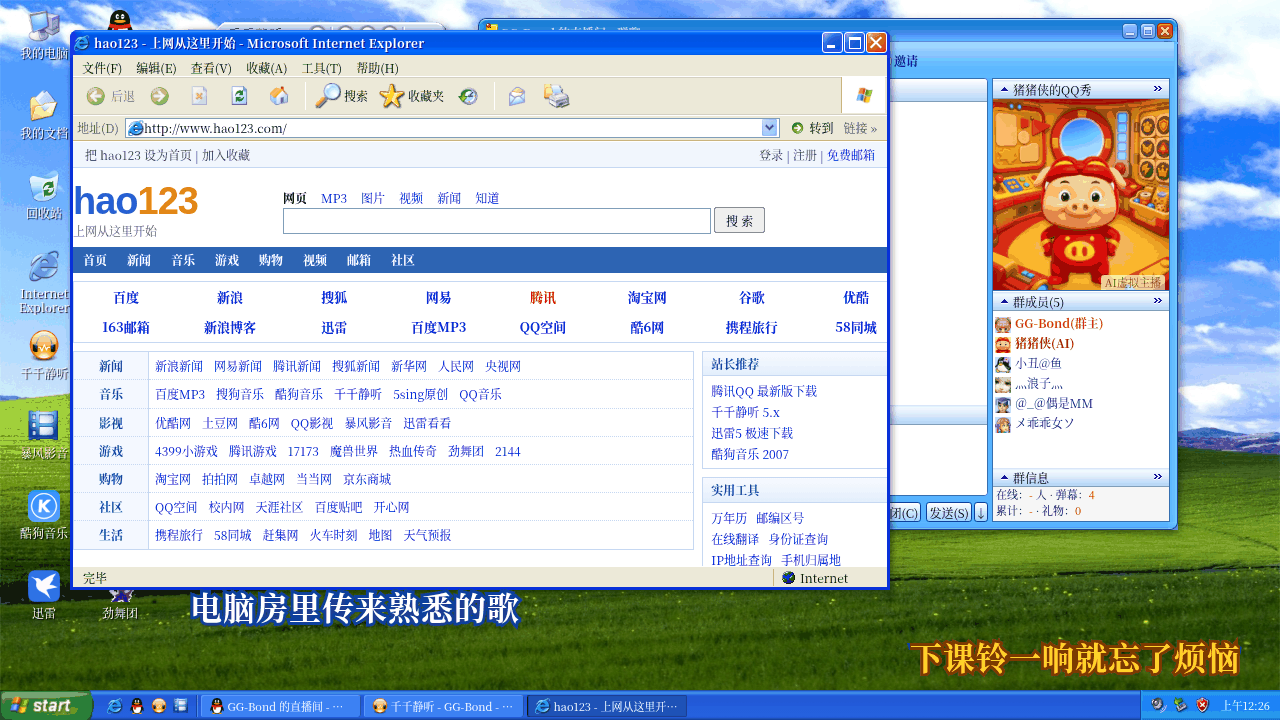 我的电脑
我的文档
回收站
Internet
Explorer
千千静听
暴风影音
酷狗音乐
迅雷
劲舞团
hao123 - 上网从这里开始 - Microsoft Internet Explorer
文件(F) 编辑(E) 查看(V) 收藏(A) 工具(T) 帮助(H)
后退 搜索 收藏夹
地址(D) http://www.hao123.com/ 转到 链接 »
把 hao123 设为首页 | 加入收藏
登录 | 注册 | 免费邮箱
hao123
上网从这里开始
网页 MP3 图片 视频 新闻 知道
搜 索
首页 新闻 音乐 游戏 购物 视频 邮箱 社区
百度 新浪 搜狐 网易 腾讯 淘宝网 谷歌 优酷
163邮箱 新浪博客 迅雷 百度MP3 QQ空间 酷6网 携程旅行 58同城
新闻 新浪新闻 网易新闻 腾讯新闻 搜狐新闻 新华网 人民网 央视网
音乐 百度MP3 搜狗音乐 酷狗音乐 千千静听 5sing原创 QQ音乐
影视 优酷网 土豆网 酷6网 QQ影视 暴风影音 迅雷看看
游戏 4399小游戏 腾讯游戏 17173 魔兽世界 热血传奇 劲舞团 2144
购物 淘宝网 拍拍网 卓越网 当当网 京东商城
社区 QQ空间 校内网 天涯社区 百度贴吧 开心网
生活 携程旅行 58同城 赶集网 火车时刻 地图 天气预报
站长推荐
腾讯QQ 最新版下载
千千静听 5.x
迅雷5 极速下载
酷狗音乐 2007
实用工具
万年历 邮编区号
在线翻译 身份证查询
IP地址查询 手机归属地
完毕
Internet
邀请
猪猪侠的QQ秀 »
AI虚拟主播
群成员(5) »
GG-Bond(群主)
猪猪侠(AI)
小丑@鱼
灬浪子灬
@_@偶是MM
メ乖乖女ソ
群信息 »
在线: - 人 · 弹幕: 4
累计: - · 礼物: 0
闭(C) 发送(S) ↓
电脑房里传来熟悉的歌
下课铃一响就忘了烦恼
start
GG-Bond 的直播间 - ···
千千静听 - GG-Bond - ···
hao123 - 上网从这里开···
上午12:26